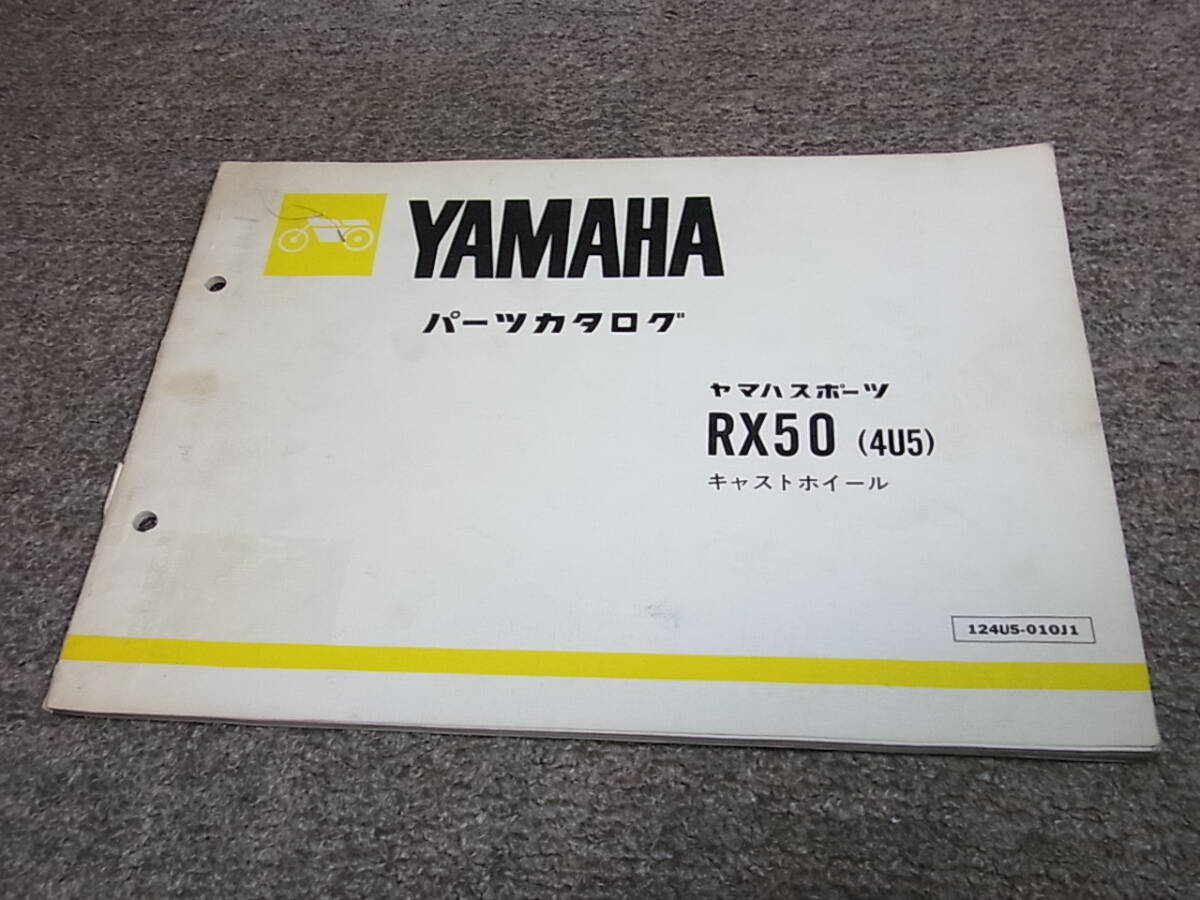 YAMAHA
パーツカタログ
ヤマハスポーツ
RX50 (4U5)
キャストホイール
124U5-010J1